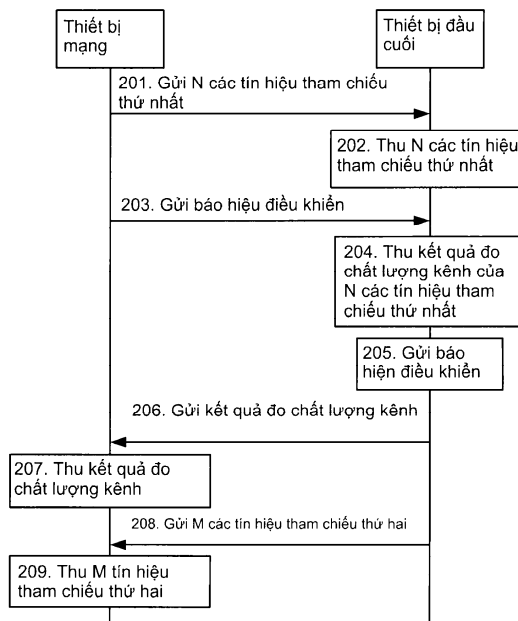 Thiết bị
mạng
Thiết bị đầu
cuối
201. Gửi N các tín hiệu tham chiếu
thứ nhất
202. Thu N các tín hiệu
tham chiếu thứ nhất
203. Gửi báo hiệu điều khiển
204. Thu kết quả đo
chất lượng kênh của
N các tín hiệu tham
chiếu thứ nhất
205. Gửi báo
hiện điều khiển
206. Gửi kết quả đo chất lượng kênh
207. Thu kết quả đo
chất lượng kênh
208. Gửi M các tín hiệu tham chiếu thứ hai
209. Thu M tín hiệu
tham chiếu thứ hai